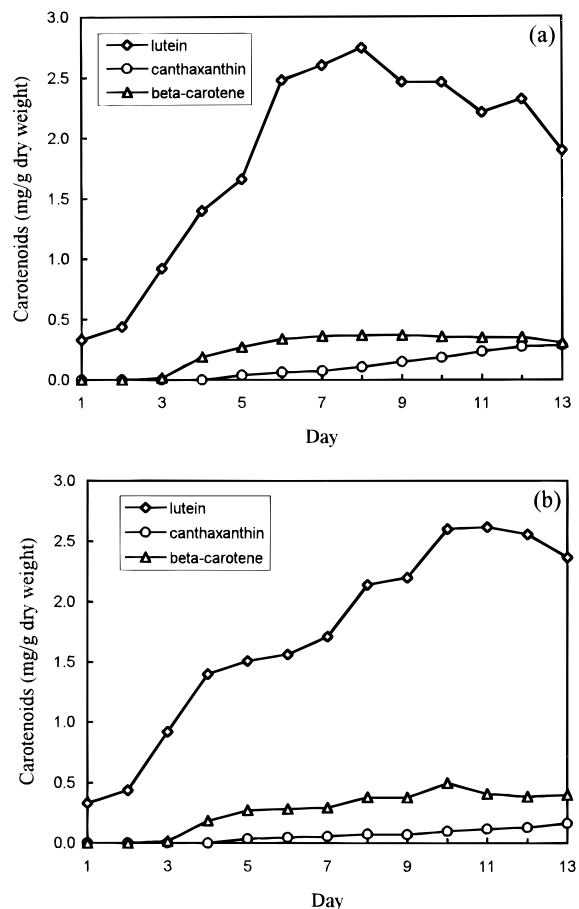 (a)
lutein
canthaxanthin
beta-carotene
Carotenoids (mg/g dry weight)
3.0
2.5
2.0
1.5
1.0
0.5
0.0
1 3 5 7 9 11 13
Day
(b)
lutein
canthaxanthin
beta-carotene
Carotenoids (mg/g dry weight)
3.0
2.5
2.0
1.5
1.0
0.5
0.0
1 3 5 7 9 11 13
Day